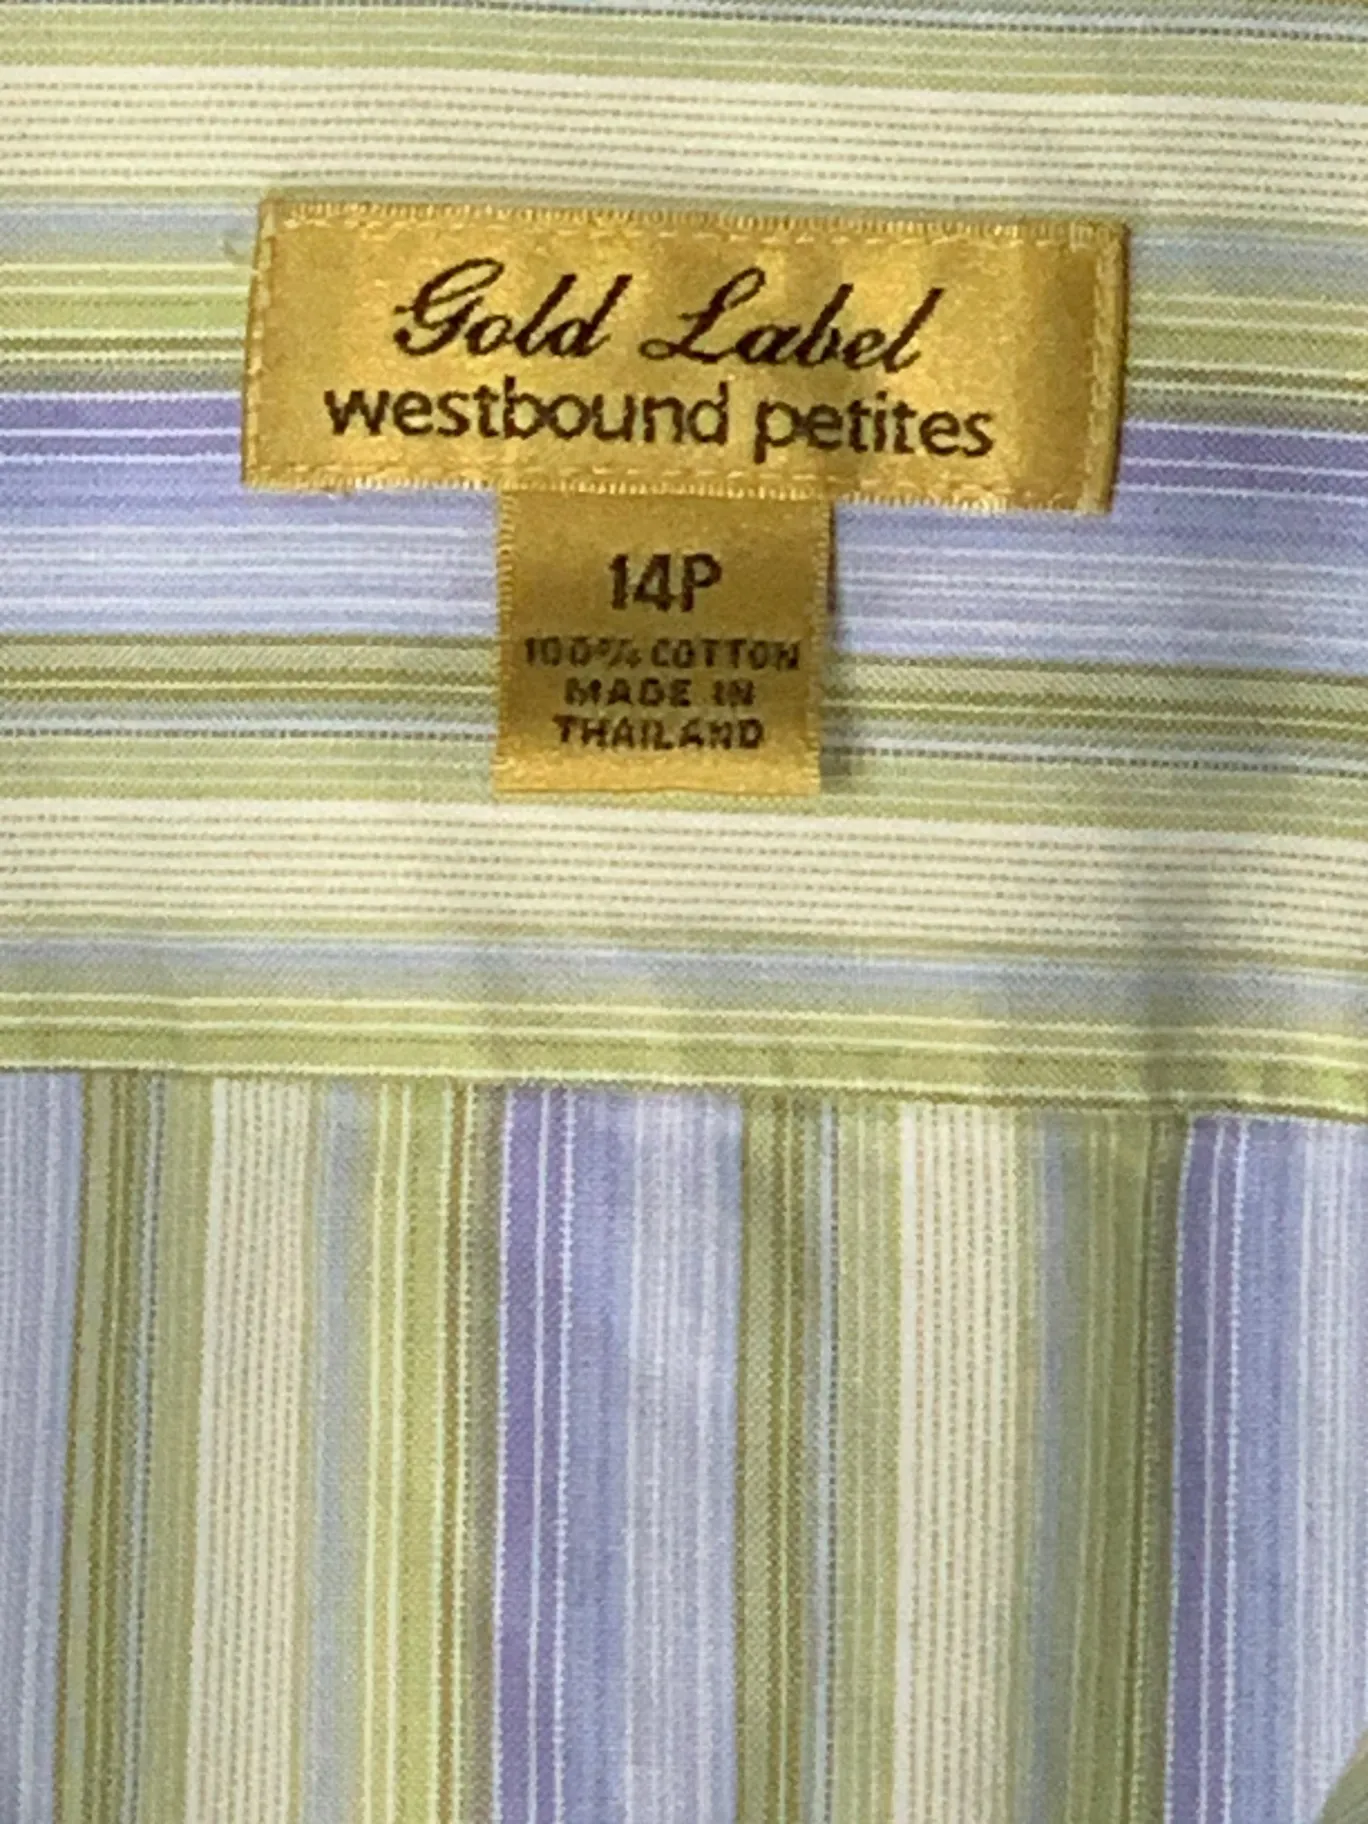 Gold Label
westbound petites
14P
100% COTTON
MADE IN
THAILAND